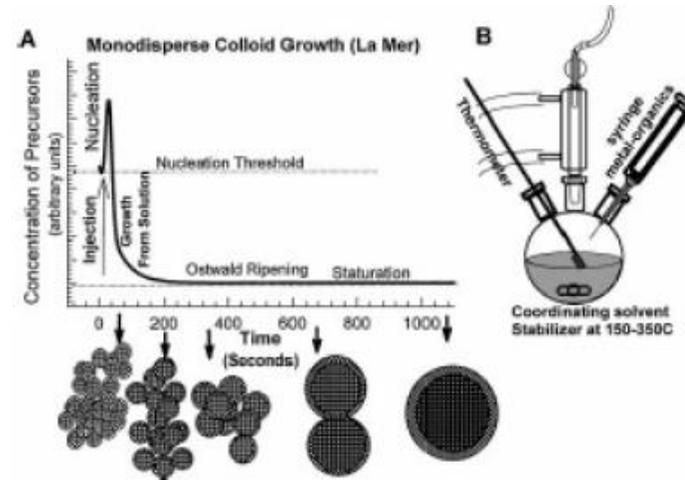 A
Monodisperse Colloid Growth (La Mer)
Concentration of Precursors
(arbitrary units)
Nucleation
Injection
Growth
From Solution
Nucleation Threshold
Ostwald Ripening
Staturation
0
200
400
600
800
1000
Time
(Seconds)
B
Thermometer
syringe
metal-organics
Coordinating solvent
Stabilizer at 150-350C